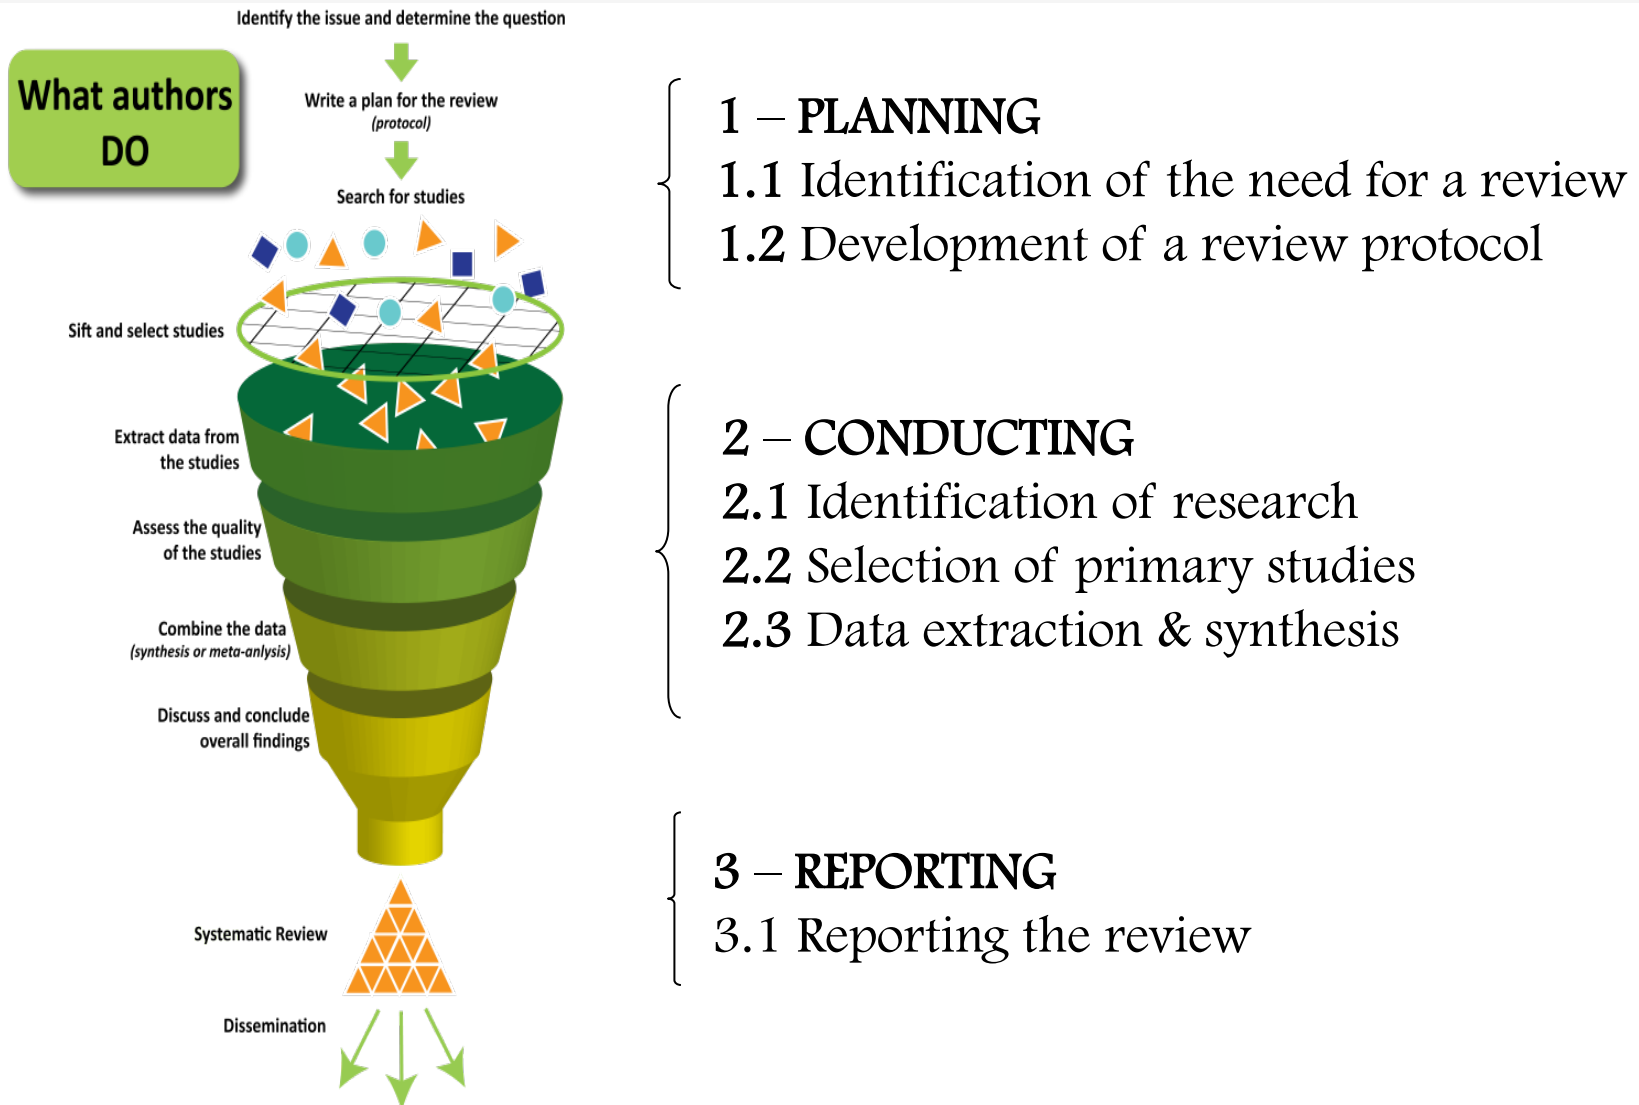 Identify the issue and determine the question
What authors
DO
Write a plan for the review
(protocol)
Search for studies
Sift and select studies
Extract data from
the studies
Assess the quality
of the studies
Combine the data
(synthesis or meta-anlysis)
Discuss and conclude
overall findings
Systematic Review
Dissemination
1 – PLANNING
1.1 Identification of the need for a review
1.2 Development of a review protocol
2 – CONDUCTING
2.1 Identification of research
2.2 Selection of primary studies
2.3 Data extraction & synthesis
3 – REPORTING
3.1 Reporting the review